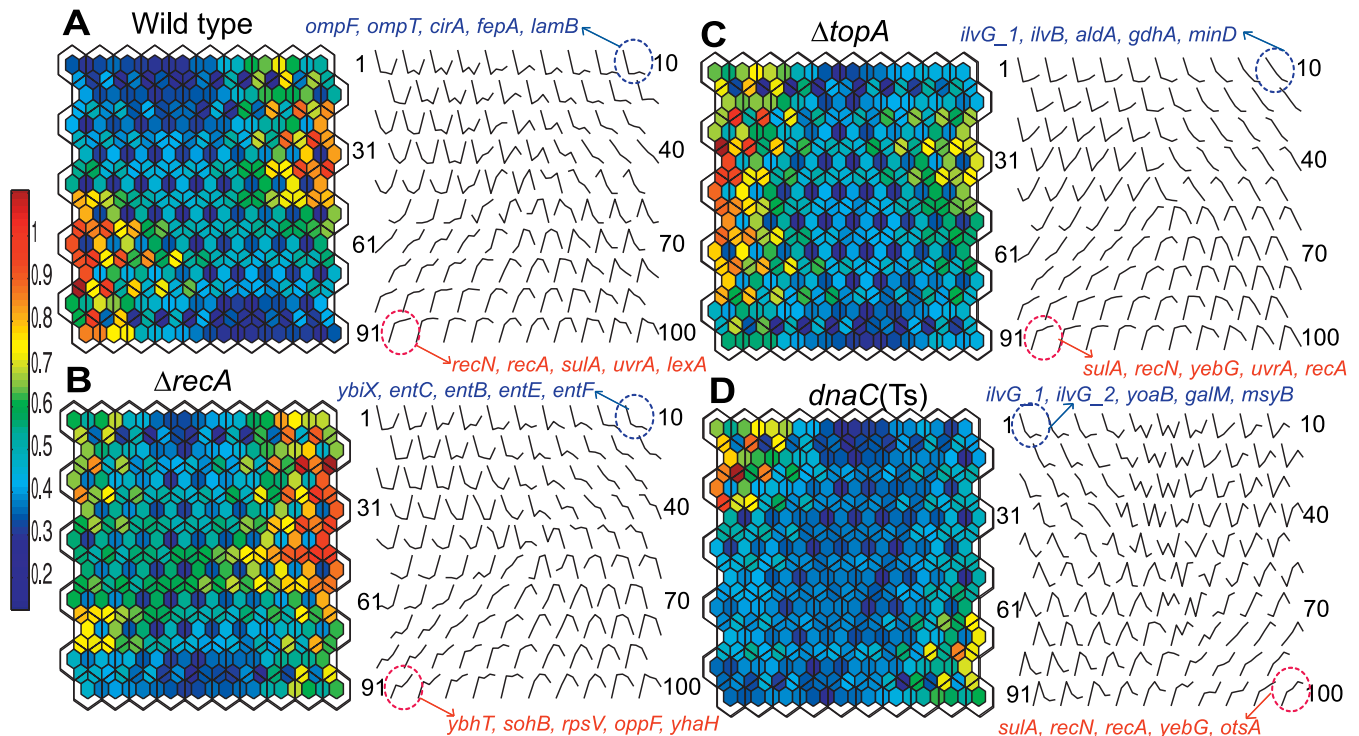 A
Wild type
ompF, ompT, cirA, fepA, lamB
1
10
31
40
61
70
91
100
recN, recA, sulA, uvrA, lexA
C
ΔtopA
ilvG_1, ilvB, aldA, gdhA, minD
1
10
31
40
61
70
91
100
sulA, recN, yebG, uvrA, recA
1
0.9
0.8
0.7
0.6
0.5
0.4
0.3
0.2
B
ΔrecA
ybiX, entC, entB, entE, entF
1
10
31
40
61
70
91
100
ybhT, sohB, rpsV, oppF, yhaH
D
dnaC(Ts)
ilvG_1, ilvG_2, yoaB, galM, msyB
1
10
31
40
61
70
91
100
sulA, recN, recA, yebG, otsA